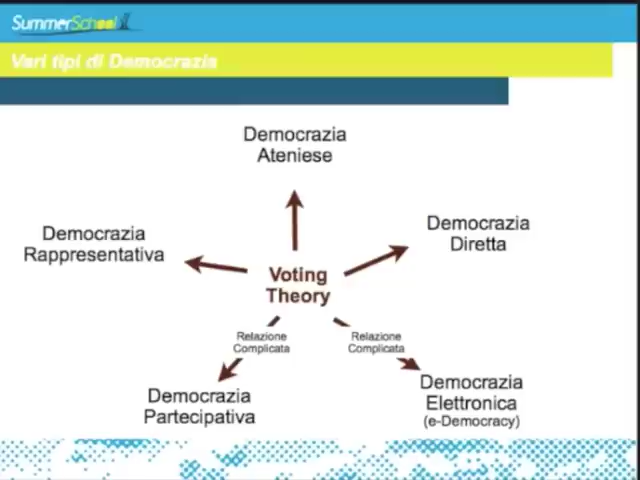 SummerSchool
Vari tipi di Democrazia
Democrazia
Ateniese
Democrazia
Rappresentativa
Democrazia
Diretta
Voting
Theory
Relazione
Complicata
Relazione
Complicata
Democrazia
Partecipativa
Democrazia
Elettronica
(e-Democracy)